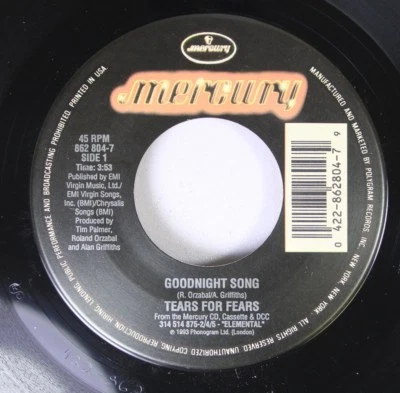 mercury
mercury
45 RPM
862 804-7
SIDE 1
Time: 3:53
Published by EMI
Virgin Music, Ltd./
EMI Virgin Songs,
Inc. (BMI)/Chrysalis
Songs (BMI)
Produced by
Tim Palmer,
Roland Orzabal
and Alan Griffiths
0 422-862804-7 9
GOODNIGHT SONG
(R. Orzabal/A. Griffiths)
TEARS FOR FEARS
From the Mercury CD, Cassette & DCC
314 514 875-2/4/5 - "ELEMENTAL"
℗ 1993 Phonogram Ltd. (London)
MANUFACTURED AND MARKETED BY POLYGRAM RECORDS, INC., NEW YORK, NEW YORK. ALL RIGHTS RESERVED. UNAUTHORIZED COPYING, REPRODUCTION, HIRING, LENDING, PUBLIC PERFORMANCE AND BROADCASTING PROHIBITED. PRINTED IN USA